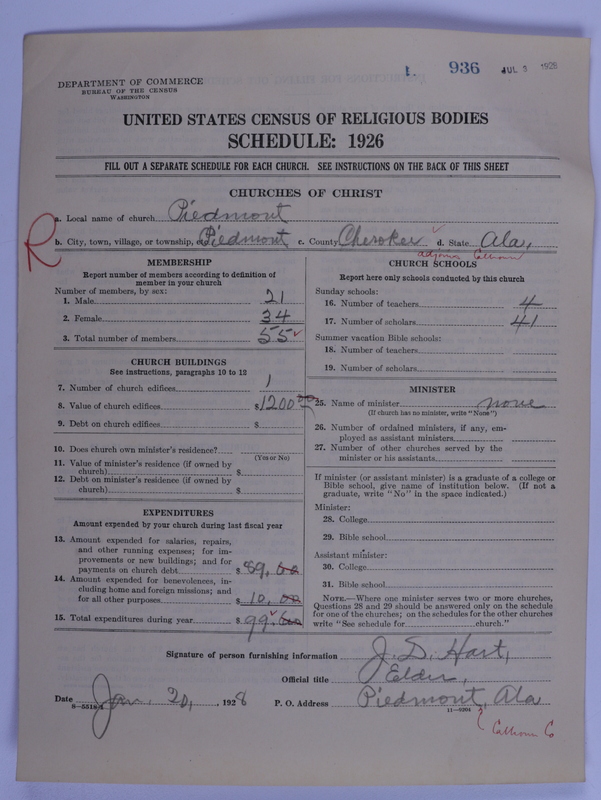 1. 936 JUL 3 1928
DEPARTMENT OF COMMERCE
BUREAU OF THE CENSUS
WASHINGTON
UNITED STATES CENSUS OF RELIGIOUS BODIES
SCHEDULE: 1926
FILL OUT A SEPARATE SCHEDULE FOR EACH CHURCH. SEE INSTRUCTIONS ON THE BACK OF THIS SHEET
CHURCHES OF CHRIST
R
a. Local name of church Piedmont
b. City, town, village, or township, etc Piedmont c. County Cherokee d. State Ala,
adjoins Calhoun
MEMBERSHIP
Report number of members according to definition of
member in your church
Number of members, by sex:
1. Male 21
2. Female 34
3. Total number of members 55
CHURCH BUILDINGS
See instructions, paragraphs 10 to 12
7. Number of church edifices 1
8. Value of church edifices $1200 00
9. Debt on church edifices $
10. Does church own minister's residence?
(Yes or No)
11. Value of minister's residence (if owned by
church) $
12. Debt on minister's residence (if owned by
church) $
EXPENDITURES
Amount expended by your church during last fiscal year
13. Amount expended for salaries, repairs,
and other running expenses; for im-
provements or new buildings; and for
payments on church debt $89.00
14. Amount expended for benevolences, in-
cluding home and foreign missions; and
for all other purposes $10.00
15. Total expenditures during year $99.00
CHURCH SCHOOLS
Report here only schools conducted by this church
Sunday schools:
16. Number of teachers 4
17. Number of scholars 41
Summer vacation Bible schools:
18. Number of teachers
19. Number of scholars
MINISTER
25. Name of minister none
(If church has no minister, write "None")
26. Number of ordained ministers, if any, em-
ployed as assistant ministers
27. Number of other churches served by the
minister or his assistants
If minister (or assistant minister) is a graduate of a college or
Bible school, give name of institution below. (If not a
graduate, write "No" in the space indicated.)
Minister:
28. College
29. Bible school
Assistant minister:
30. College
31. Bible school
NOTE.—Where one minister serves two or more churches,
Questions 28 and 29 should be answered only on the schedule
for one of the churches; on the schedules for the other churches
write "See schedule for church."
Signature of person furnishing information J. D. Hart,
Official title Elder,
Date Jan. 20, 1928 P. O. Address Piedmont, Ala
8-5518 11-9204
Calhoun Co